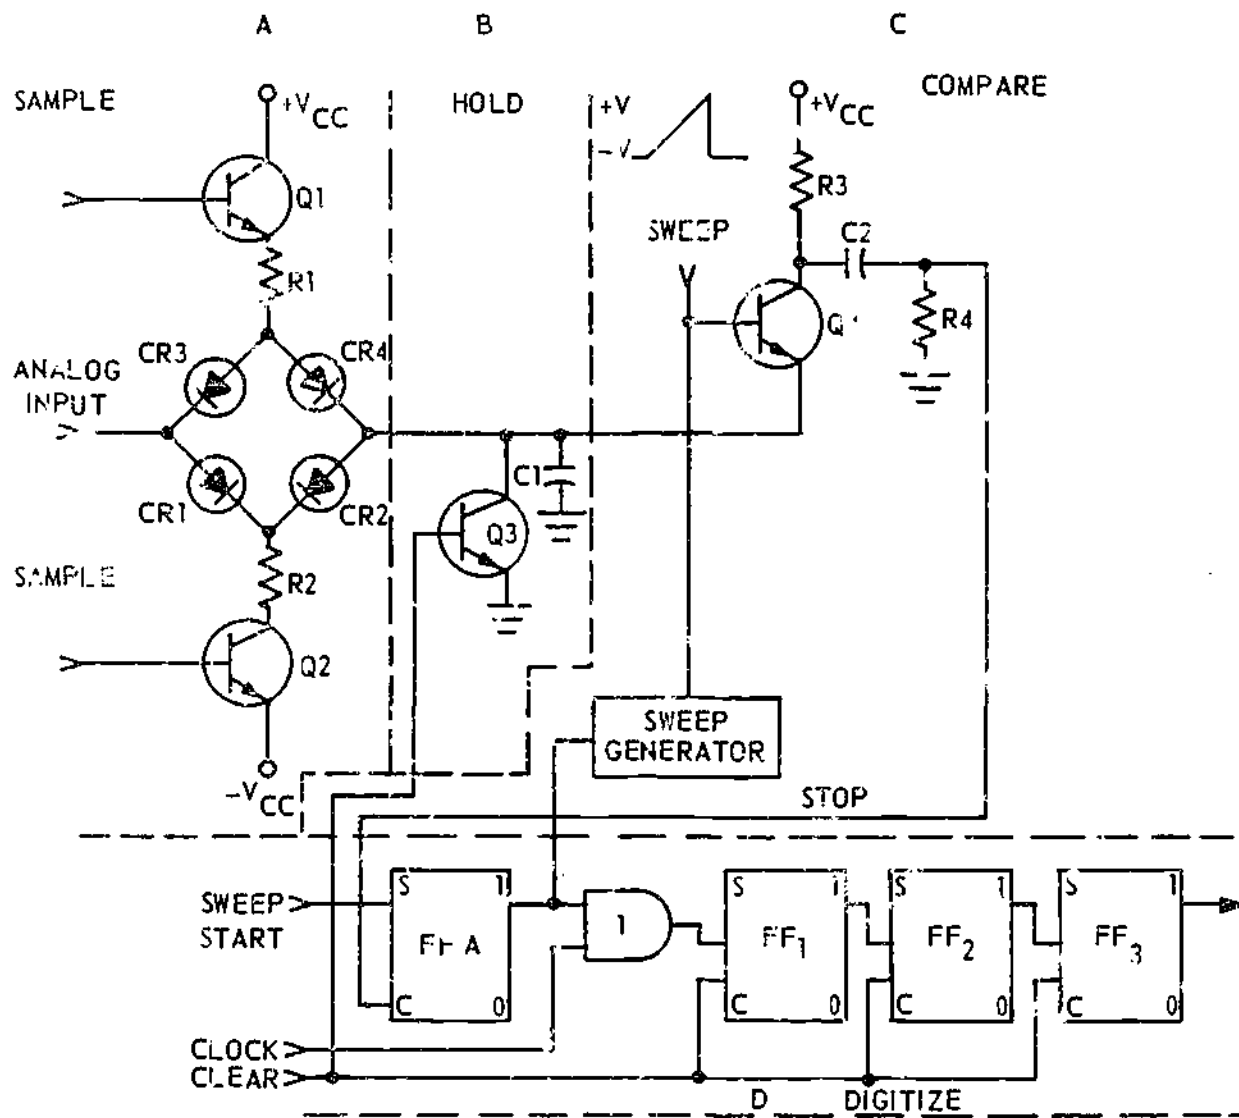 A
B
C
SAMPLE
HOLD
COMPARE
+VCC
+V
-V
+VCC
Q1
R3
SWEEP
C2
R1
R4
CR3
CR4
ANALOG
INPUT
C1
CR1
CR2
Q3
R2
SAMPLE
Q2
SWEEP
GENERATOR
-VCC
STOP
S 1
S 1
S 1
S 1
SWEEP
START
1
FF1
FF2
FF3
C 0
C 0
C 0
C 0
CLOCK
CLEAR
D DIGITIZE